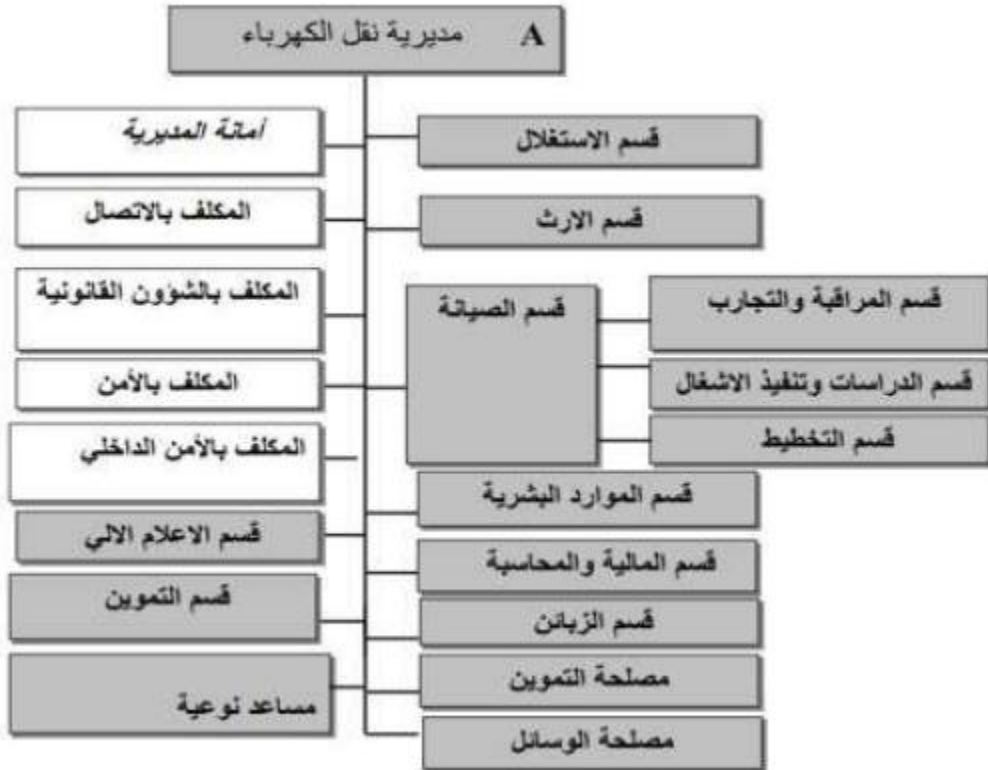 مديرية نقل الكهرباء A
أمانة المديرية
قسم الاستغلال
المكلف بالاتصال
قسم الارث
المكلف بالشؤون القانونية
قسم الصيانة
قسم المراقبة والتجارب
المكلف بالأمن
قسم الدراسات وتنفيذ الاشغال
المكلف بالأمن الداخلي
قسم التخطيط
قسم الموارد البشرية
قسم الاعلام الالي
قسم المالية والمحاسبة
قسم التموين
قسم الزبائن
مصلحة التموين
مساعد نوعية
مصلحة الوسائل